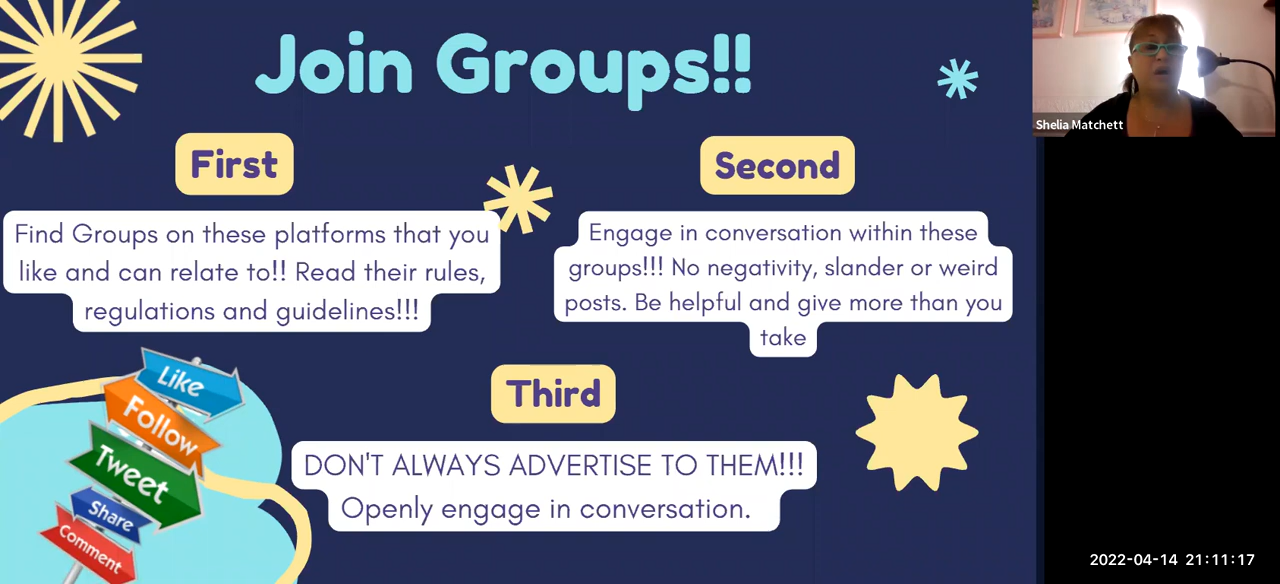 Join Groups!!
First
Find Groups on these platforms that you
like and can relate to!! Read their rules,
regulations and guidelines!!!
Second
Engage in conversation within these
groups!!! No negativity, slander or weird
posts. Be helpful and give more than you
take
Third
DON'T ALWAYS ADVERTISE TO THEM!!!
Openly engage in conversation.
Like
Follow
Tweet
Share
Comment
Shelia Matchett
2022-04-14 21:11:17